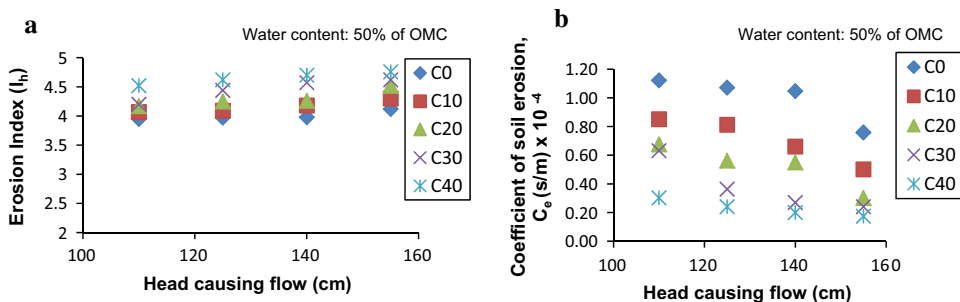 a
Water content: 50% of OMC
Erosion Index (Ih)
5
4.5
4
3.5
3
2.5
2
100
120
140
160
Head causing flow (cm)
C0
C10
C20
C30
C40
b
Water content: 50% of OMC
Coefficient of soil erosion,
Ce (s/m) x 10 -4
1.20
1.00
0.80
0.60
0.40
0.20
0.00
100
120
140
160
Head causing flow (cm)
C0
C10
C20
C30
C40